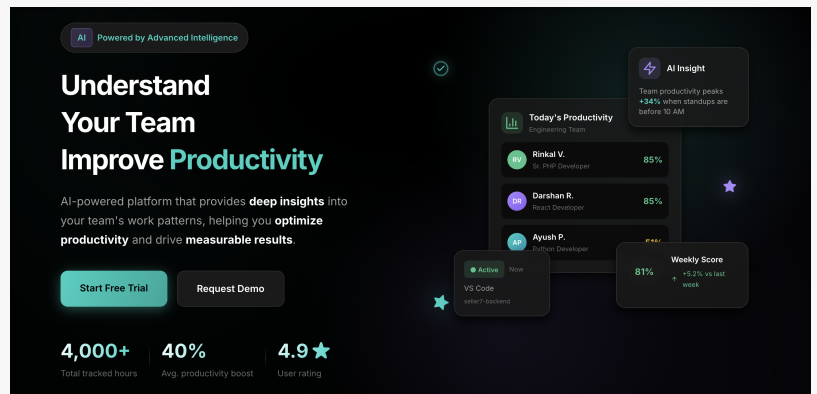 AI Powered by Advanced Intelligence
Understand
Your Team
Improve Productivity
AI-powered platform that provides deep insights into
your team's work patterns, helping you optimize
productivity and drive measurable results.
Start Free Trial
Request Demo
4,000+
Total tracked hours
40%
Avg. productivity boost
4.9
User rating
AI Insight
Team productivity peaks
+34% when standups are
before 10 AM
Today's Productivity
Engineering Team
RV
Rinkal V.
Sr. PHP Developer
85%
DR
Darshan R.
React Developer
85%
AP
Ayush P.
Python Developer
51%
Active
Now
VS Code
seller7-backend
81%
Weekly Score
+5.2% vs last
week